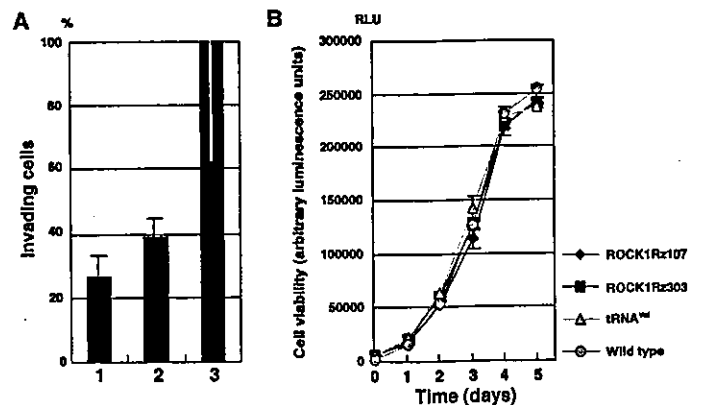 A
%
100
80
60
40
20
0
Invading cells
1 2 3
B
RLU
300000
250000
200000
150000
100000
50000
0
Cell viability (arbitrary luminescence units)
0 1 2 3 4 5
Time (days)
ROCK1Rz107
ROCK1Rz303
tRNA^Val
Wild type